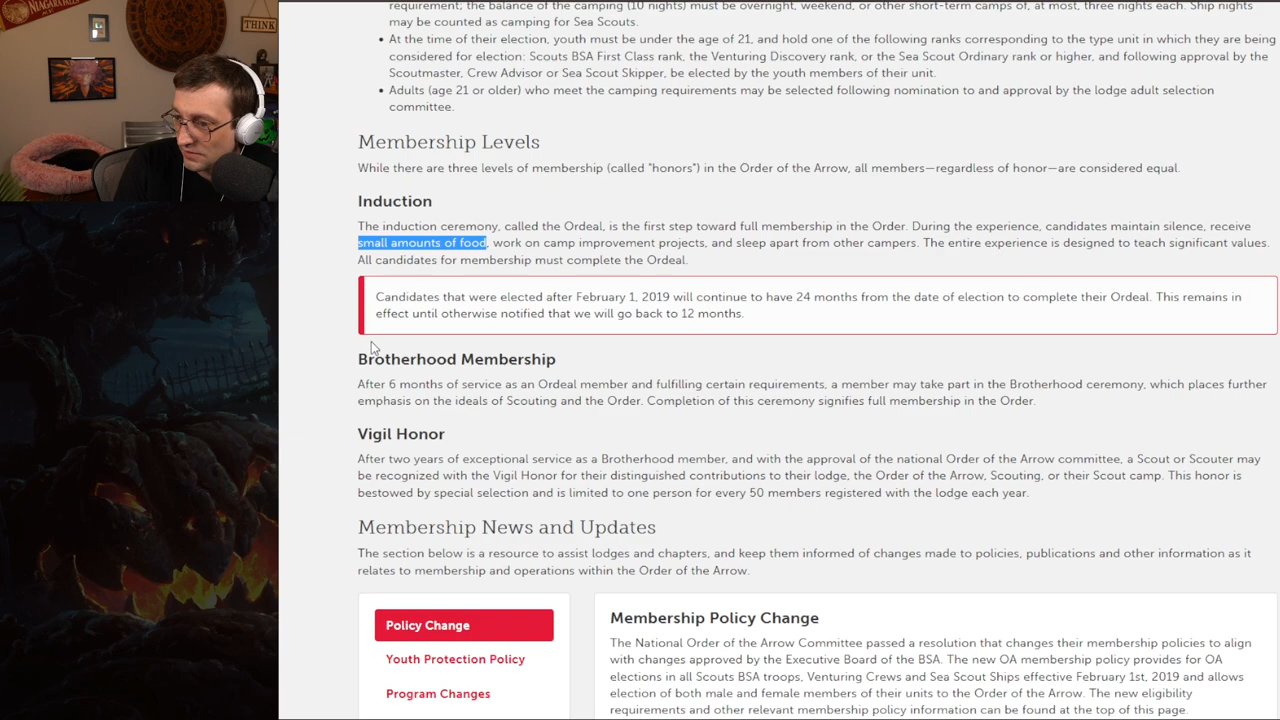 NIAGARA FALLS
THINK
requirement; the balance of the camping (10 nights) must be overnight, weekend, or other short-term camps of, at most, three nights each. Ship nights
may be counted as camping for Sea Scouts.
• At the time of their election, youth must be under the age of 21, and hold one of the following ranks corresponding to the type unit in which they are being
considered for election: Scouts BSA First Class rank, the Venturing Discovery rank, or the Sea Scout Ordinary rank or higher, and following approval by the
Scoutmaster, Crew Advisor or Sea Scout Skipper, be elected by the youth members of their unit.
• Adults (age 21 or older) who meet the camping requirements may be selected following nomination to and approval by the lodge adult selection
committee.
Membership Levels
While there are three levels of membership (called "honors") in the Order of the Arrow, all members—regardless of honor—are considered equal.
Induction
The induction ceremony, called the Ordeal, is the first step toward full membership in the Order. During the experience, candidates maintain silence, receive
small amounts of food, work on camp improvement projects, and sleep apart from other campers. The entire experience is designed to teach significant values.
All candidates for membership must complete the Ordeal.
Candidates that were elected after February 1, 2019 will continue to have 24 months from the date of election to complete their Ordeal. This remains in
effect until otherwise notified that we will go back to 12 months.
Brotherhood Membership
After 6 months of service as an Ordeal member and fulfilling certain requirements, a member may take part in the Brotherhood ceremony, which places further
emphasis on the ideals of Scouting and the Order. Completion of this ceremony signifies full membership in the Order.
Vigil Honor
After two years of exceptional service as a Brotherhood member, and with the approval of the national Order of the Arrow committee, a Scout or Scouter may
be recognized with the Vigil Honor for their distinguished contributions to their lodge, the Order of the Arrow, Scouting, or their Scout camp. This honor is
bestowed by special selection and is limited to one person for every 50 members registered with the lodge each year.
Membership News and Updates
The section below is a resource to assist lodges and chapters, and keep them informed of changes made to policies, publications and other information as it
relates to membership and operations within the Order of the Arrow.
Policy Change
Youth Protection Policy
Program Changes
Membership Policy Change
The National Order of the Arrow Committee passed a resolution that changes their membership policies to align
with changes approved by the Executive Board of the BSA. The new OA membership policy provides for OA
elections in all Scouts BSA troops, Venturing Crews and Sea Scout Ships effective February 1st, 2019 and allows
election of both male and female members of their units to the Order of the Arrow. The new eligibility
requirements and other relevant membership policy information can be found at the top of this page.